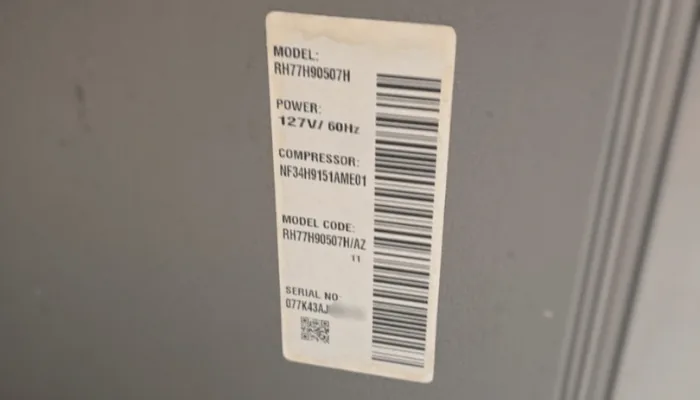 MODEL:
RH77H90507H
POWER:
127V/ 60Hz
COMPRESSOR:
NF34H9151AME01
MODEL CODE:
RH77H90507H/AZ
11
SERIAL NO:
077K43AJ